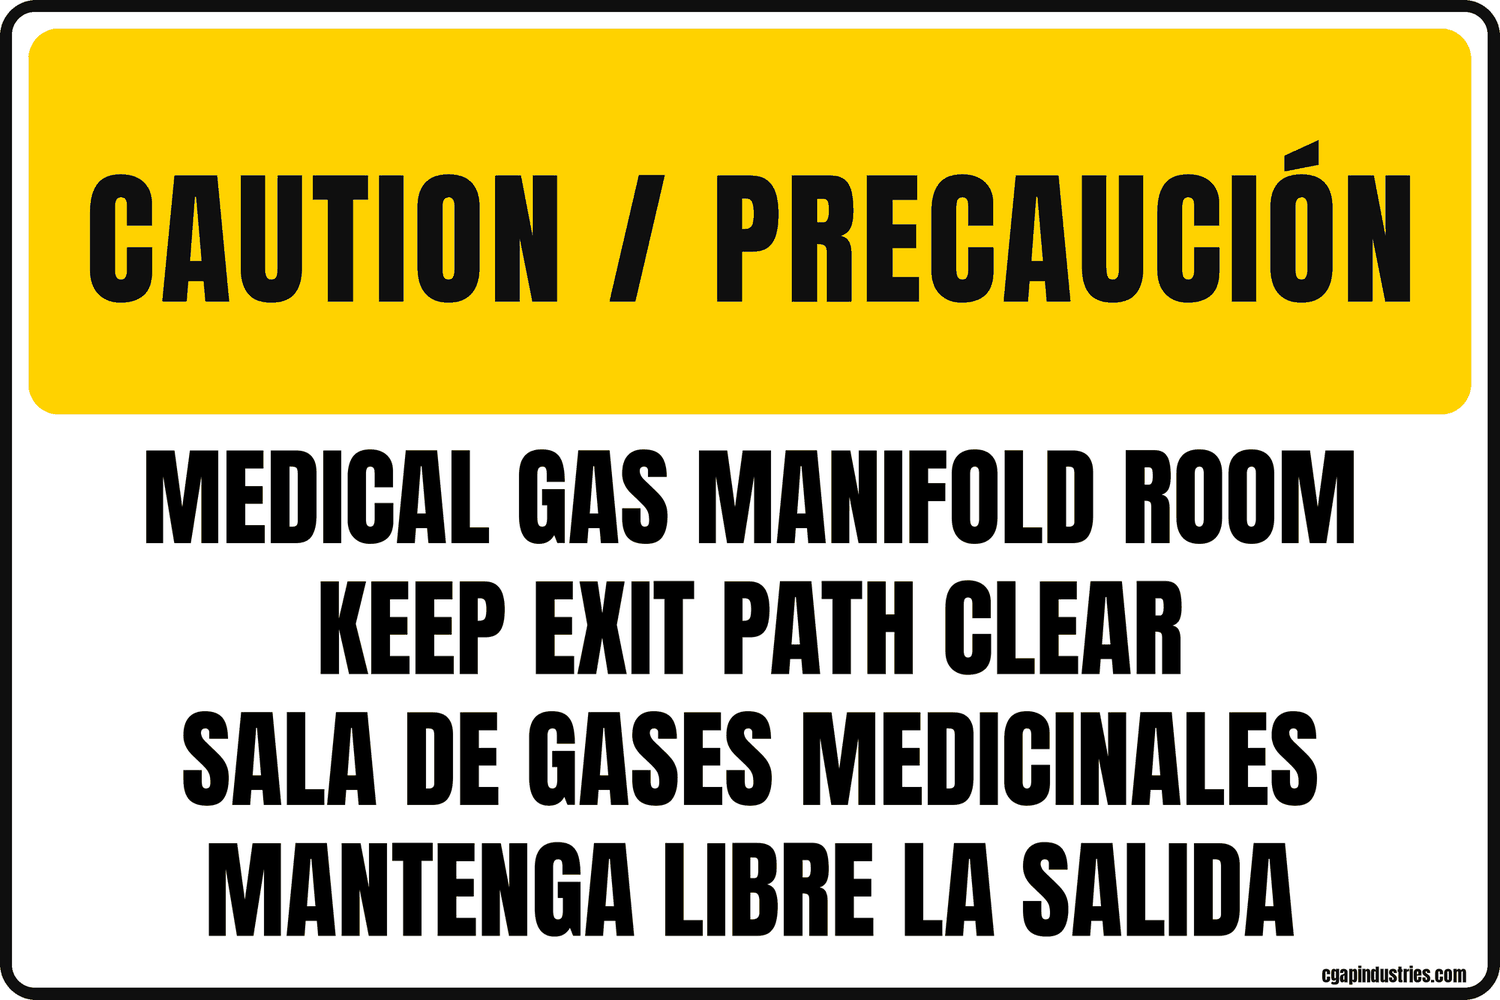 CAUTION / PRECAUCIÓN
MEDICAL GAS MANIFOLD ROOM
KEEP EXIT PATH CLEAR
SALA DE GASES MEDICINALES
MANTENGA LIBRE LA SALIDA
cgapindustries.com